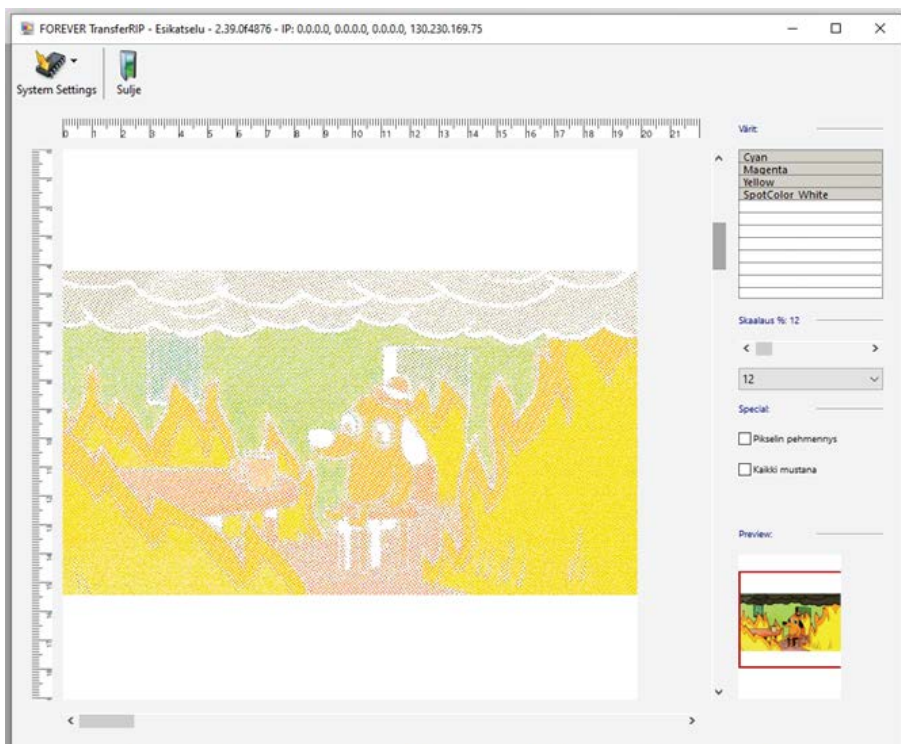 FOREVER TransferRIP - Esikatselu - 2.39.0f4876 - IP: 0.0.0.0, 0.0.0.0, 0.0.0.0, 130.230.169.75
System Settings
Sulje
0 1 2 3 4 5 6 7 8 9 10 11 12 13 14 15 16 17 18 19 20 21
Värit:
Cyan
Magenta
Yellow
SpotColor_White
Skaalaus %: 12
12
Special:
Pikselin pehmennys
Kaikki mustana
Preview: